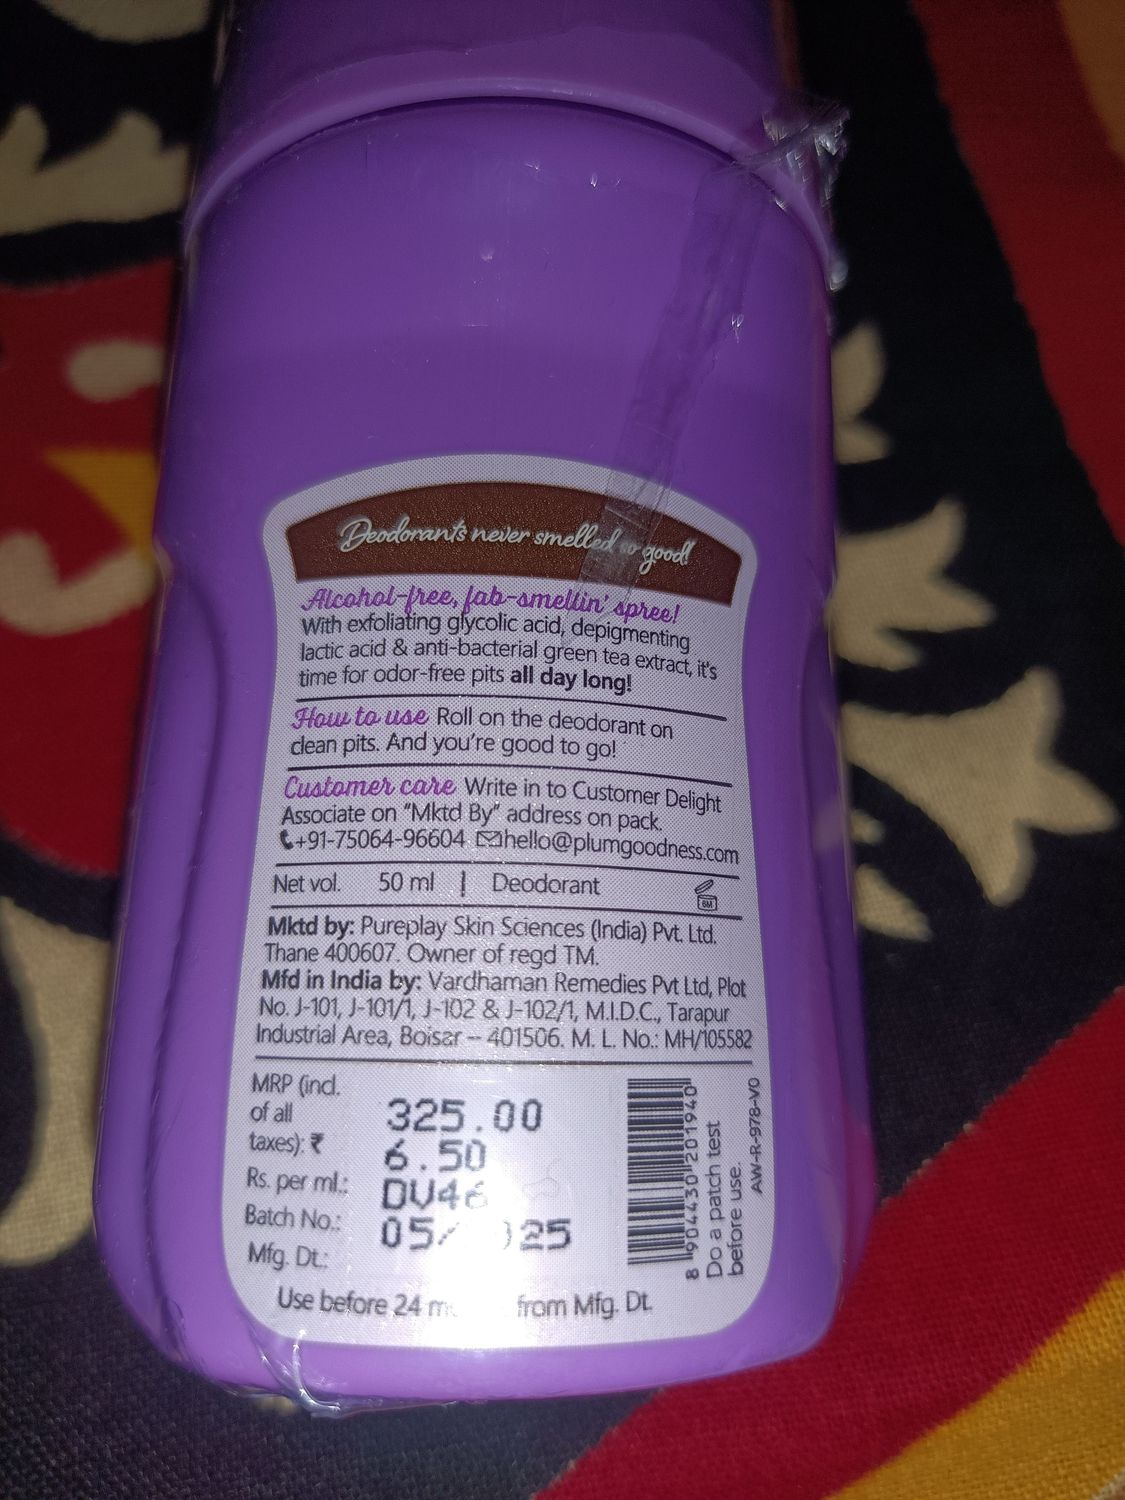 Deodorants never smelled so good!
Alcohol-free, fab-smellin' spree!
With exfoliating glycolic acid, depigmenting
lactic acid & anti-bacterial green tea extract, it's
time for odor-free pits all day long!
How to use Roll on the deodorant on
clean pits. And you're good to go!
Customer care Write in to Customer Delight
Associate on "Mktd By" address on pack.
+91-75064-96604 hello@plumgoodness.com
Net vol. 50 ml | Deodorant 6M
Mktd by: Pureplay Skin Sciences (India) Pvt. Ltd.
Thane 400607. Owner of regd TM.
Mfd in India by: Vardhaman Remedies Pvt Ltd, Plot
No. J-101, J-101/1, J-102 & J-102/1, M.I.D.C., Tarapur
Industrial Area, Boisar – 401506. M. L. No.: MH/105582
MRP (incl.
of all
taxes): ₹
Rs. per ml.:
Batch No.:
Mfg. Dt.:
325.00
6.50
DV46
05/ 25
Use before 24 from Mfg. Dt.
8 904430 201940
Do a patch test
before use.
AW-R-978-V0